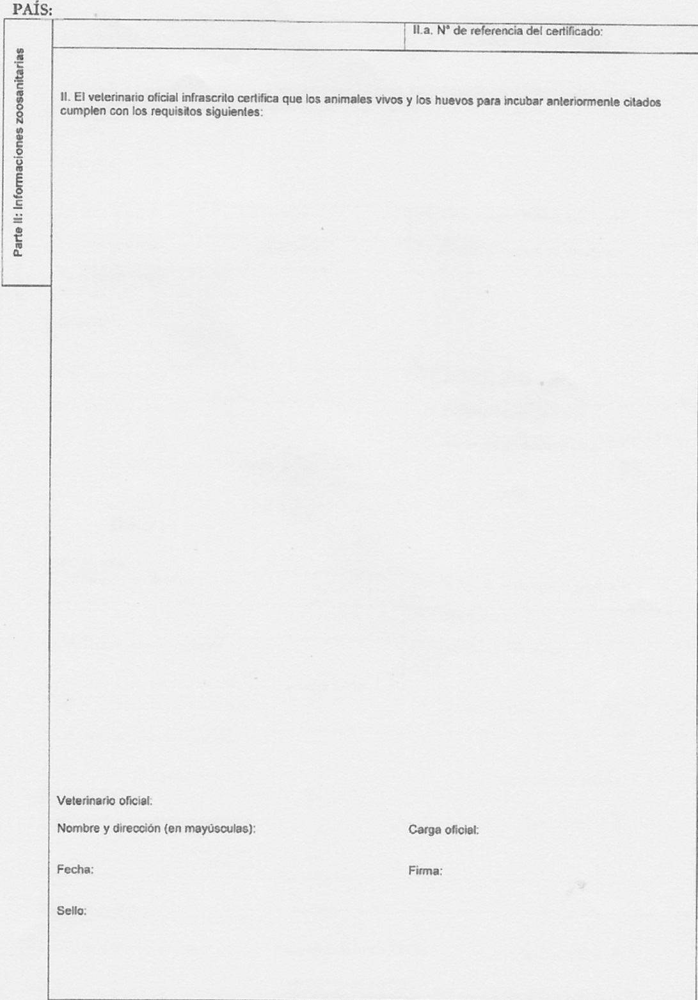 PAÍS:
II.a. Nº de referencia del certificado:
Parte II: Informaciones zoosanitarias
II. El veterinario oficial infrascrito certifica que los animales vivos y los huevos para incubar anteriormente citados
cumplen con los requisitos siguientes:
Veterinario oficial:
Nombre y dirección (en mayúsculas):
Carga oficial:
Fecha:
Firma:
Sello: